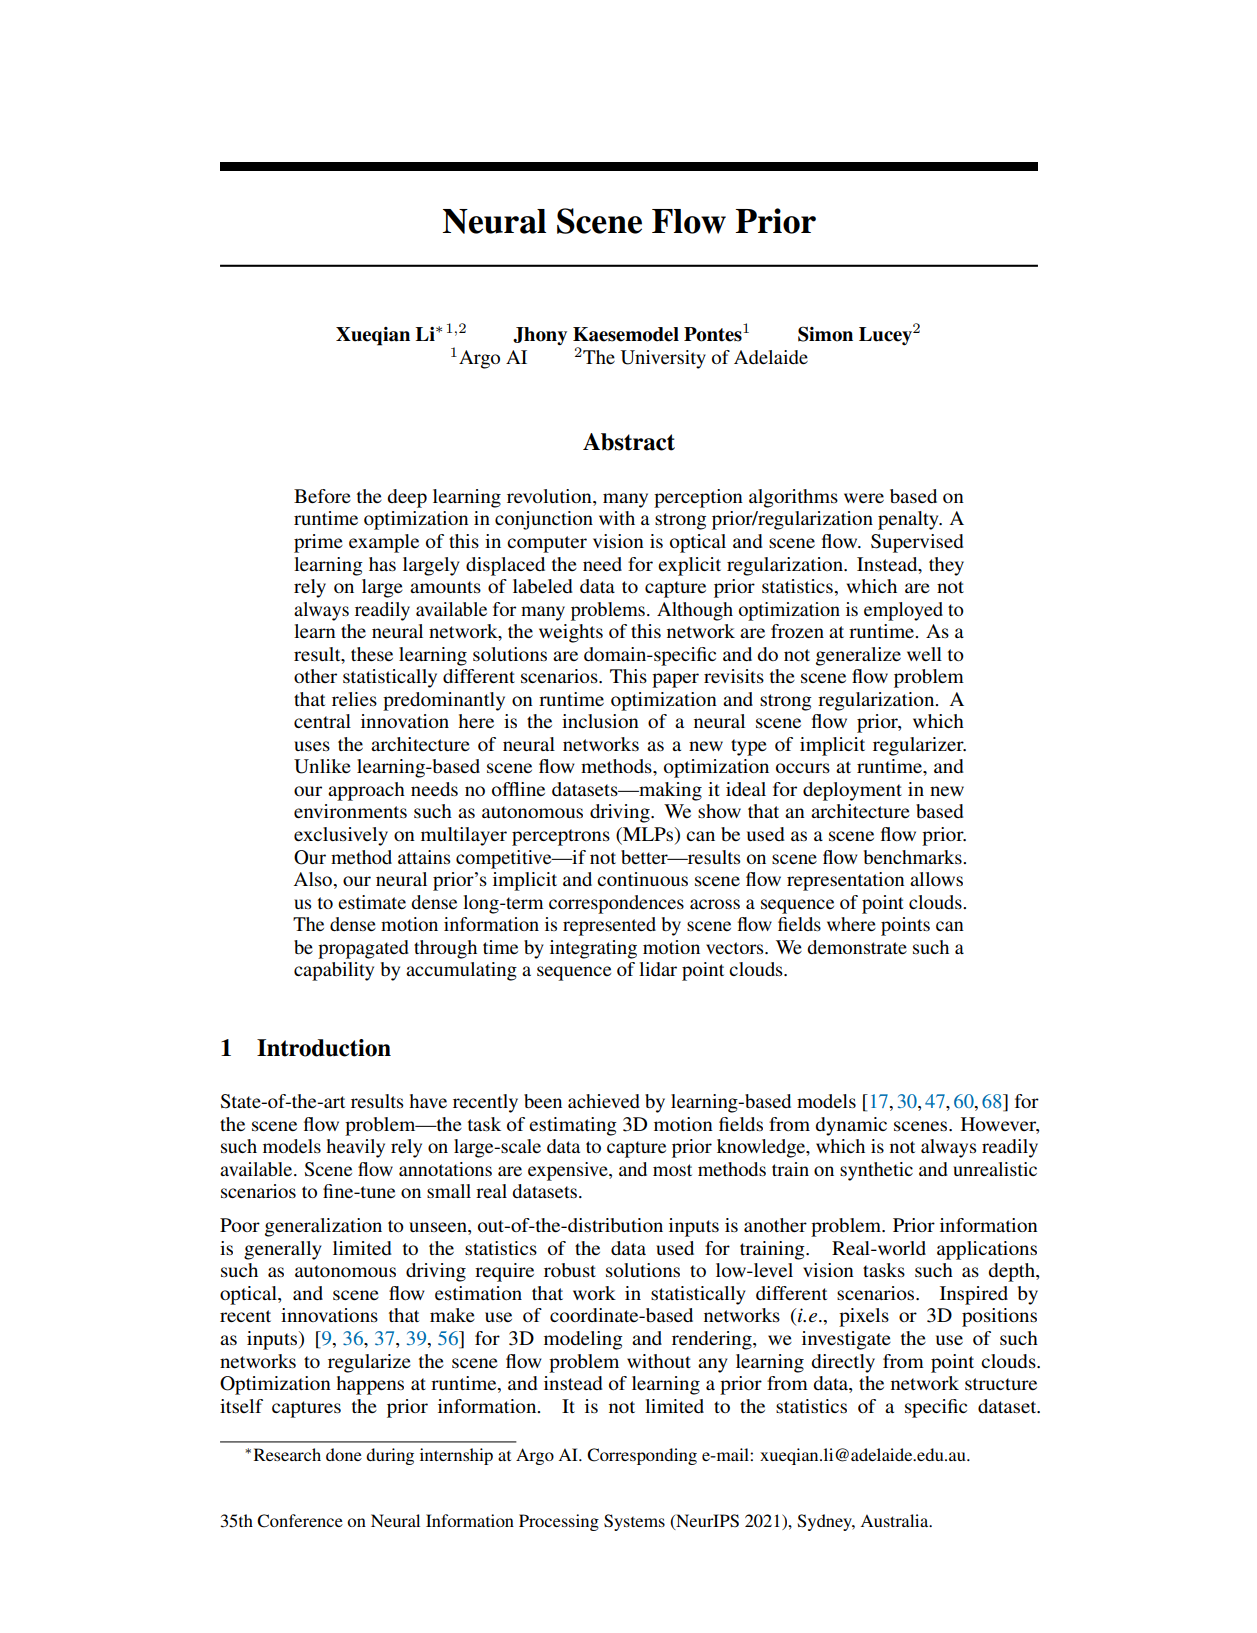 Neural Scene Flow Prior
Xueqian Li*1,2 Jhony Kaesemodel Pontes1 Simon Lucey2
1Argo AI 2The University of Adelaide
Abstract
Before the deep learning revolution, many perception algorithms were based on
runtime optimization in conjunction with a strong prior/regularization penalty. A
prime example of this in computer vision is optical and scene flow. Supervised
learning has largely displaced the need for explicit regularization. Instead, they
rely on large amounts of labeled data to capture prior statistics, which are not
always readily available for many problems. Although optimization is employed to
learn the neural network, the weights of this network are frozen at runtime. As a
result, these learning solutions are domain-specific and do not generalize well to
other statistically different scenarios. This paper revisits the scene flow problem
that relies predominantly on runtime optimization and strong regularization. A
central innovation here is the inclusion of a neural scene flow prior, which
uses the architecture of neural networks as a new type of implicit regularizer.
Unlike learning-based scene flow methods, optimization occurs at runtime, and
our approach needs no offline datasets—making it ideal for deployment in new
environments such as autonomous driving. We show that an architecture based
exclusively on multilayer perceptrons (MLPs) can be used as a scene flow prior.
Our method attains competitive—if not better—results on scene flow benchmarks.
Also, our neural prior's implicit and continuous scene flow representation allows
us to estimate dense long-term correspondences across a sequence of point clouds.
The dense motion information is represented by scene flow fields where points can
be propagated through time by integrating motion vectors. We demonstrate such a
capability by accumulating a sequence of lidar point clouds.
1 Introduction
State-of-the-art results have recently been achieved by learning-based models [17, 30, 47, 60, 68] for
the scene flow problem—the task of estimating 3D motion fields from dynamic scenes. However,
such models heavily rely on large-scale data to capture prior knowledge, which is not always readily
available. Scene flow annotations are expensive, and most methods train on synthetic and unrealistic
scenarios to fine-tune on small real datasets.
Poor generalization to unseen, out-of-the-distribution inputs is another problem. Prior information
is generally limited to the statistics of the data used for training. Real-world applications
such as autonomous driving require robust solutions to low-level vision tasks such as depth,
optical, and scene flow estimation that work in statistically different scenarios. Inspired by
recent innovations that make use of coordinate-based networks (i.e., pixels or 3D positions
as inputs) [9, 36, 37, 39, 56] for 3D modeling and rendering, we investigate the use of such
networks to regularize the scene flow problem without any learning directly from point clouds.
Optimization happens at runtime, and instead of learning a prior from data, the network structure
itself captures the prior information. It is not limited to the statistics of a specific dataset.
*Research done during internship at Argo AI. Corresponding e-mail: xueqian.li@adelaide.edu.au.
35th Conference on Neural Information Processing Systems (NeurIPS 2021), Sydney, Australia.